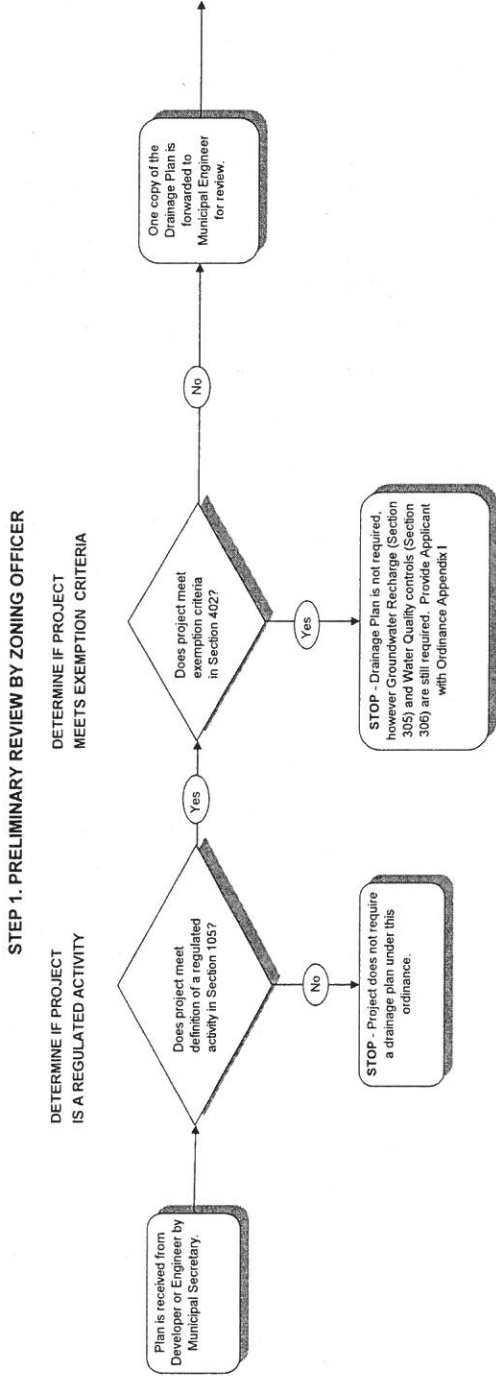 STEP 1. PRELIMINARY REVIEW BY ZONING OFFICER
DETERMINE IF PROJECT
IS A REGULATED ACTIVITY
DETERMINE IF PROJECT
MEETS EXEMPTION CRITERIA
Plan is received from
Developer or Engineer by
Municipal Secretary.
Does project meet
definition of a regulated
activity in Section 105?
Yes
No
STOP - Project does not require
a drainage plan under this
ordinance.
Does project meet
exemption criteria
in Section 402?
No
Yes
STOP - Drainage Plan is not required,
however Groundwater Recharge (Section
305) and Water Quality controls (Section
306) are still required. Provide Applicant
with Ordinance Appendix I
One copy of the
Drainage Plan is
forwarded to
Municipal Engineer
for review.